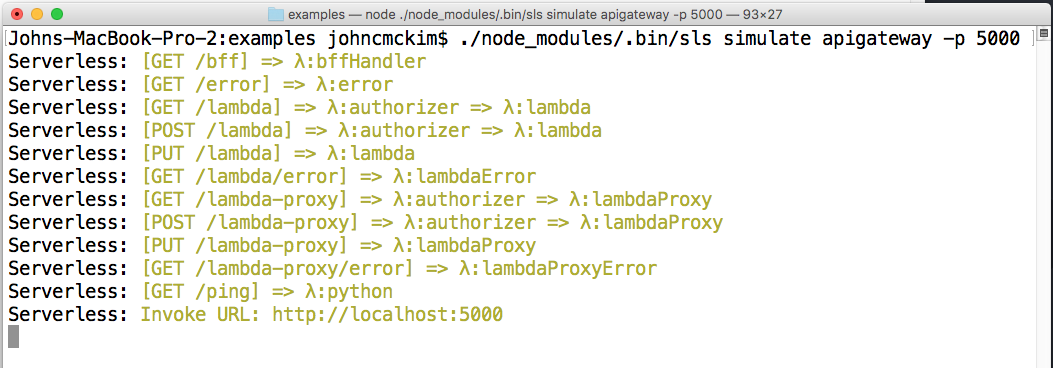 examples — node ./node_modules/.bin/sls simulate apigateway -p 5000 — 93×27
Johns-MacBook-Pro-2:examples johncmckim$ ./node_modules/.bin/sls simulate apigateway -p 5000
Serverless: [GET /bff] => λ:bffHandler
Serverless: [GET /error] => λ:error
Serverless: [GET /lambda] => λ:authorizer => λ:lambda
Serverless: [POST /lambda] => λ:authorizer => λ:lambda
Serverless: [PUT /lambda] => λ:lambda
Serverless: [GET /lambda/error] => λ:lambdaError
Serverless: [GET /lambda-proxy] => λ:authorizer => λ:lambdaProxy
Serverless: [POST /lambda-proxy] => λ:authorizer => λ:lambdaProxy
Serverless: [PUT /lambda-proxy] => λ:lambdaProxy
Serverless: [GET /lambda-proxy/error] => λ:lambdaProxyError
Serverless: [GET /ping] => λ:python
Serverless: Invoke URL: http://localhost:5000